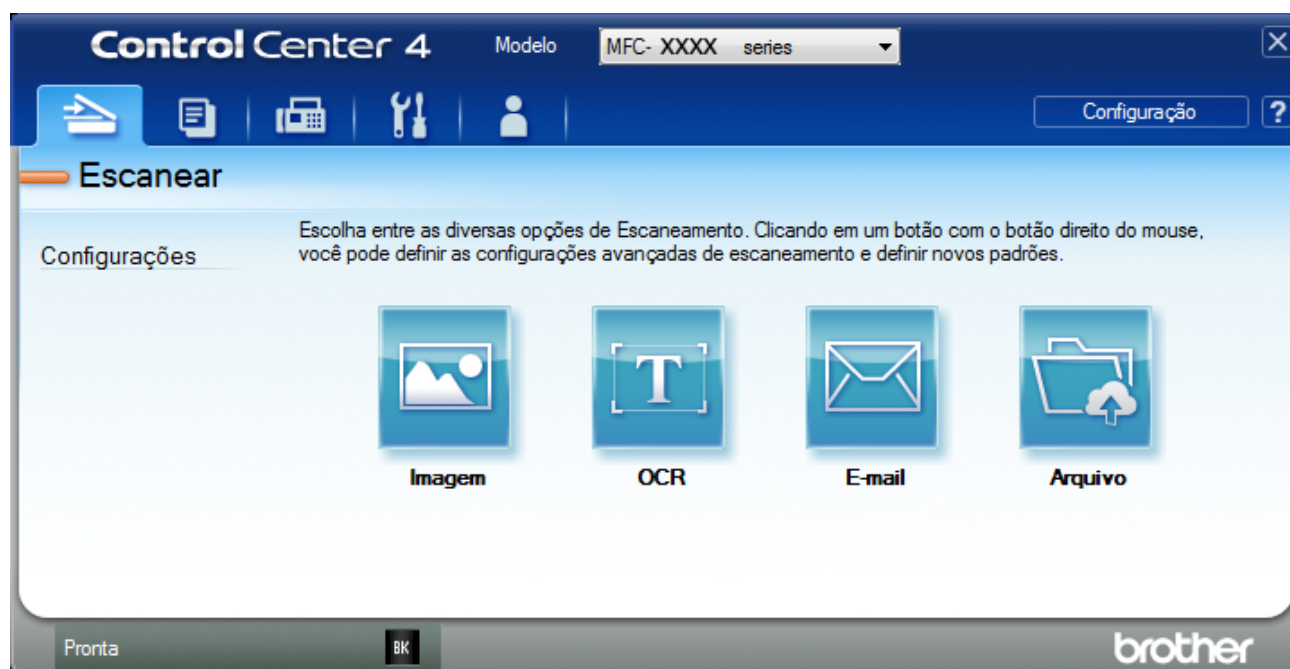 Control Center 4
Modelo
MFC- XXXX series
Configuração
?
Escanear
Configurações
Escolha entre as diversas opções de Escaneamento. Clicando em um botão com o botão direito do mouse,
você pode definir as configurações avançadas de escaneamento e definir novos padrões.
T
Imagem
OCR
E-mail
Arquivo
Pronta
BK
brother